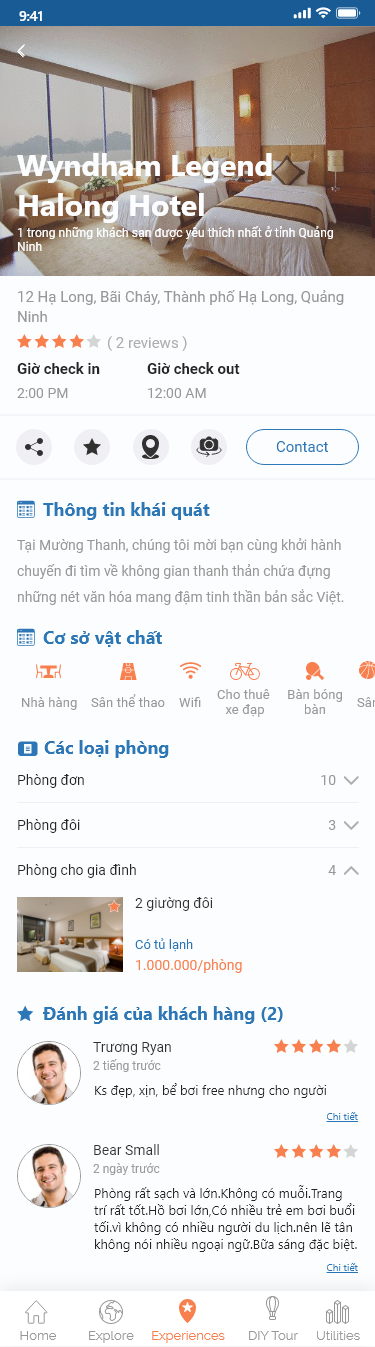 9:41
Wyndham Legend
Halong Hotel
1 trong những khách sạn được yêu thích nhất ở tỉnh Quảng
Ninh
12 Hạ Long, Bãi Cháy, Thành phố Hạ Long, Quảng
Ninh
( 2 reviews )
Giờ check in Giờ check out
2:00 PM 12:00 AM
Contact
Thông tin khái quát
Tại Mường Thanh, chúng tôi mời bạn cùng khởi hành
chuyến đi tìm về không gian thanh thản chứa đựng
những nét văn hóa mang đậm tinh thần bản sắc Việt.
Cơ sở vật chất
Nhà hàng Sân thể thao Wifi Cho thuê xe đạp Bàn bóng bàn Sân
Các loại phòng
Phòng đơn 10
Phòng đôi 3
Phòng cho gia đình 4
2 giường đôi
Có tủ lạnh
1.000.000/phòng
Đánh giá của khách hàng (2)
Trương Ryan
2 tiếng trước
Ks đẹp, xịn, bể bơi free nhưng cho người
Chi tiết
Bear Small
2 ngày trước
Phòng rất sạch và lớn.Không có muỗi.Trang
trí rất tốt.Hồ bơi lớn,Có nhiều trẻ em bơi buổi
tối.vì không có nhiều người du lịch.nên lễ tân
không nói nhiều ngoại ngữ.Bữa sáng đặc biệt.
Chi tiết
Home Explore Experiences DIY Tour Utilities